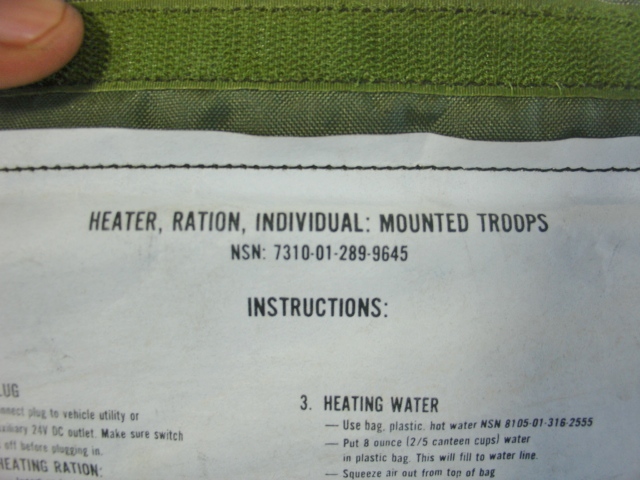 HEATER, RATION, INDIVIDUAL: MOUNTED TROOPS
NSN: 7310-01-289-9645
INSTRUCTIONS:
plug to vehicle utility or
24V DC outlet. Make sure switch
off before plugging in.
HEATING RATION:
3. HEATING WATER
— Use bag, plastic, hot water NSN 8105-01-316-2555
— Put 8 ounce (2/5 canteen cups) water
in plastic bag. This will fill to water line.
— Squeeze air out from top of bag